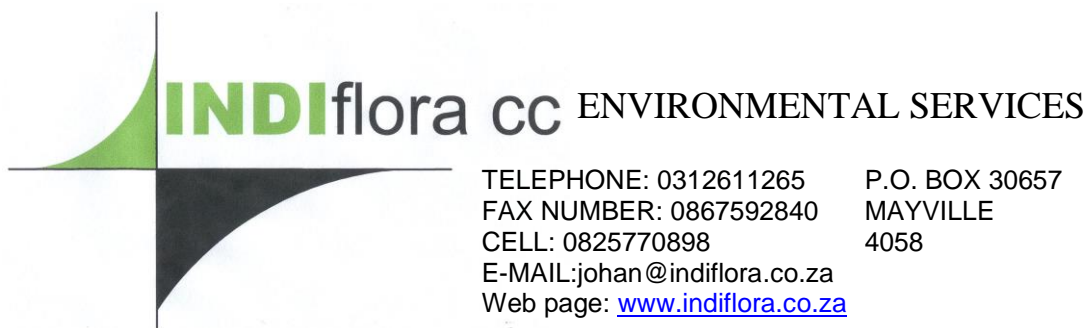 INDIflora cc ENVIRONMENTAL SERVICES
TELEPHONE: 0312611265 P.O. BOX 30657
FAX NUMBER: 0867592840 MAYVILLE
CELL: 0825770898 4058
E-MAIL:johan@indiflora.co.za
Web page: www.indiflora.co.za